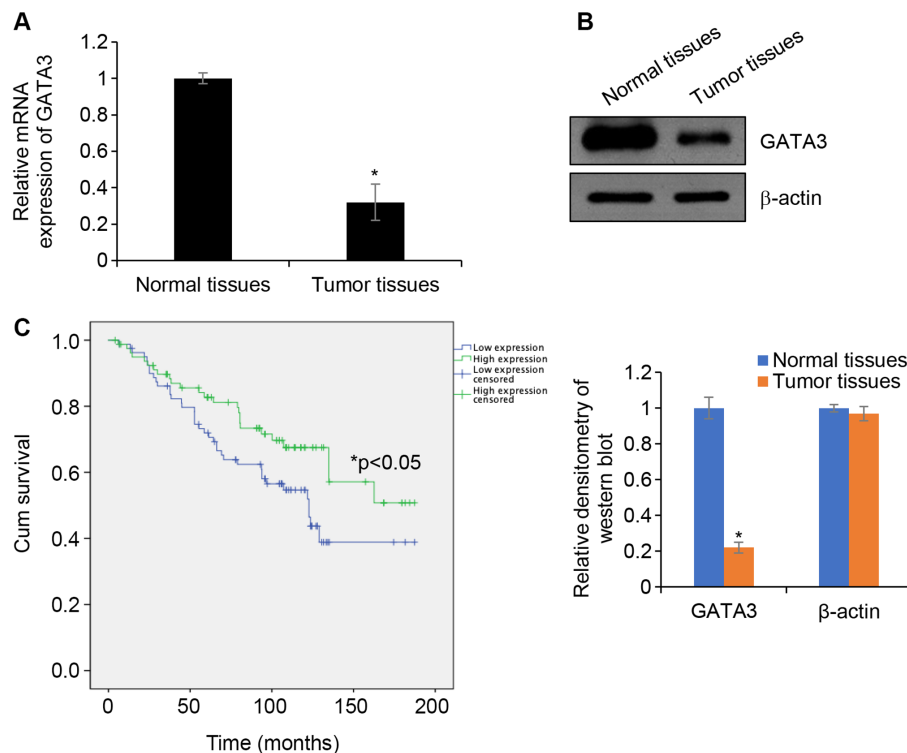 A
Relative mRNA
expression of GATA3
1.2
1
0.8
0.6
0.4
0.2
0
*
Normal tissues
Tumor tissues
B
Normal tissues
Tumor tissues
GATA3
β-actin
C
Cum survival
1.0
0.8
0.6
0.4
0.2
0.0
0
50
100
150
200
Time (months)
*p<0.05
Low expression
High expression
Low expression
censored
High expression
censored
Normal tissues
Tumor tissues
Relative densitometry of
western blot
1.2
1
0.8
0.6
0.4
0.2
0
*
GATA3
β-actin